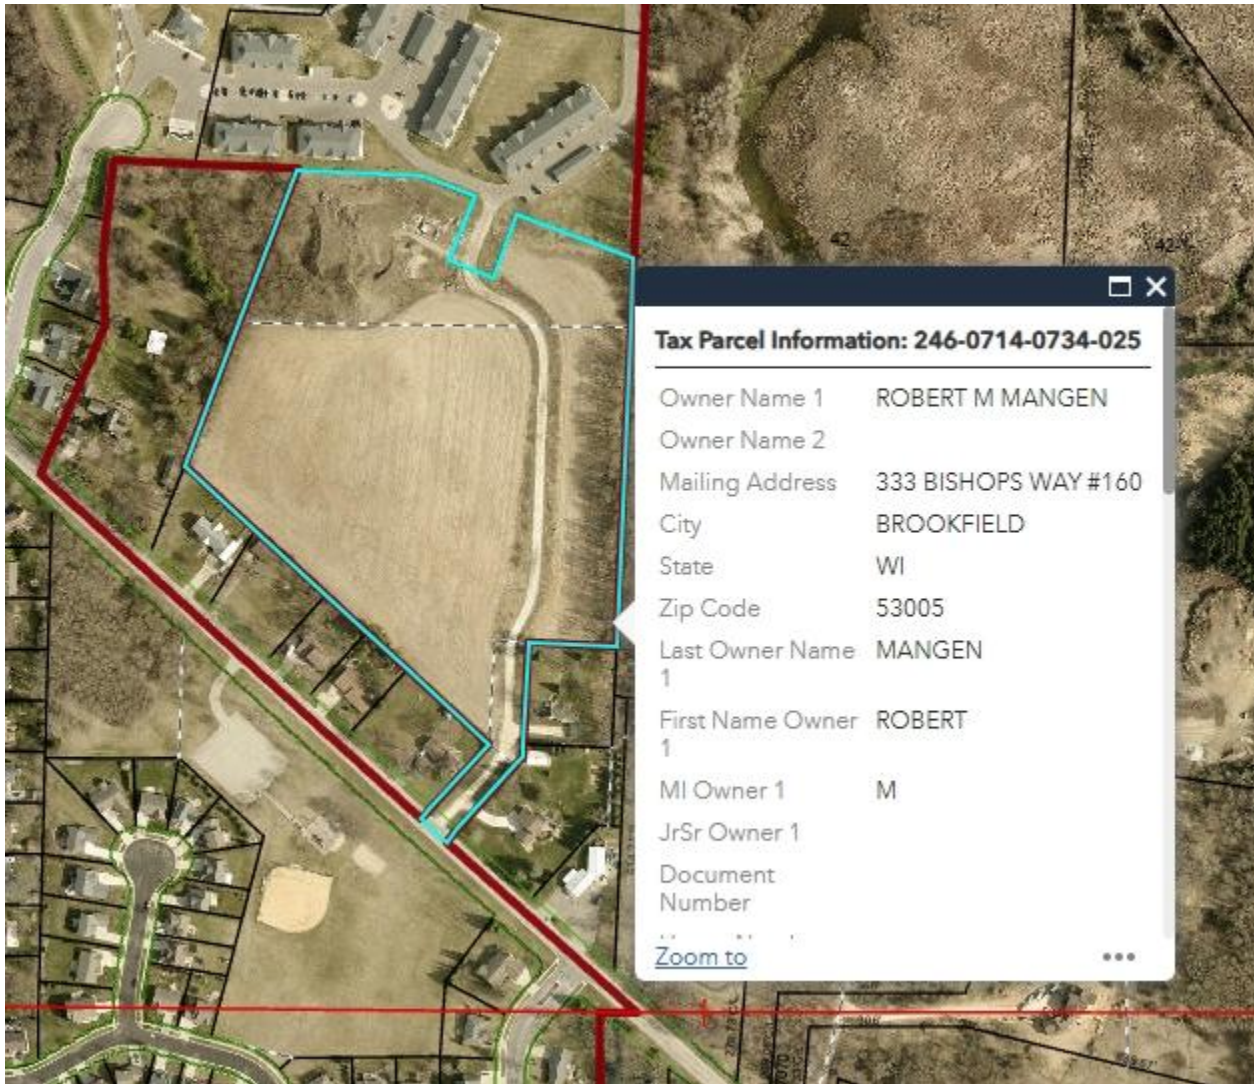 42
42
Tax Parcel Information: 246-0714-0734-025
Owner Name 1 ROBERT M MANGEN
Owner Name 2
Mailing Address 333 BISHOPS WAY #160
City BROOKFIELD
State WI
Zip Code 53005
Last Owner Name MANGEN
1
First Name Owner ROBERT
1
MI Owner 1 M
JrSr Owner 1
Document
Number
Zoom to